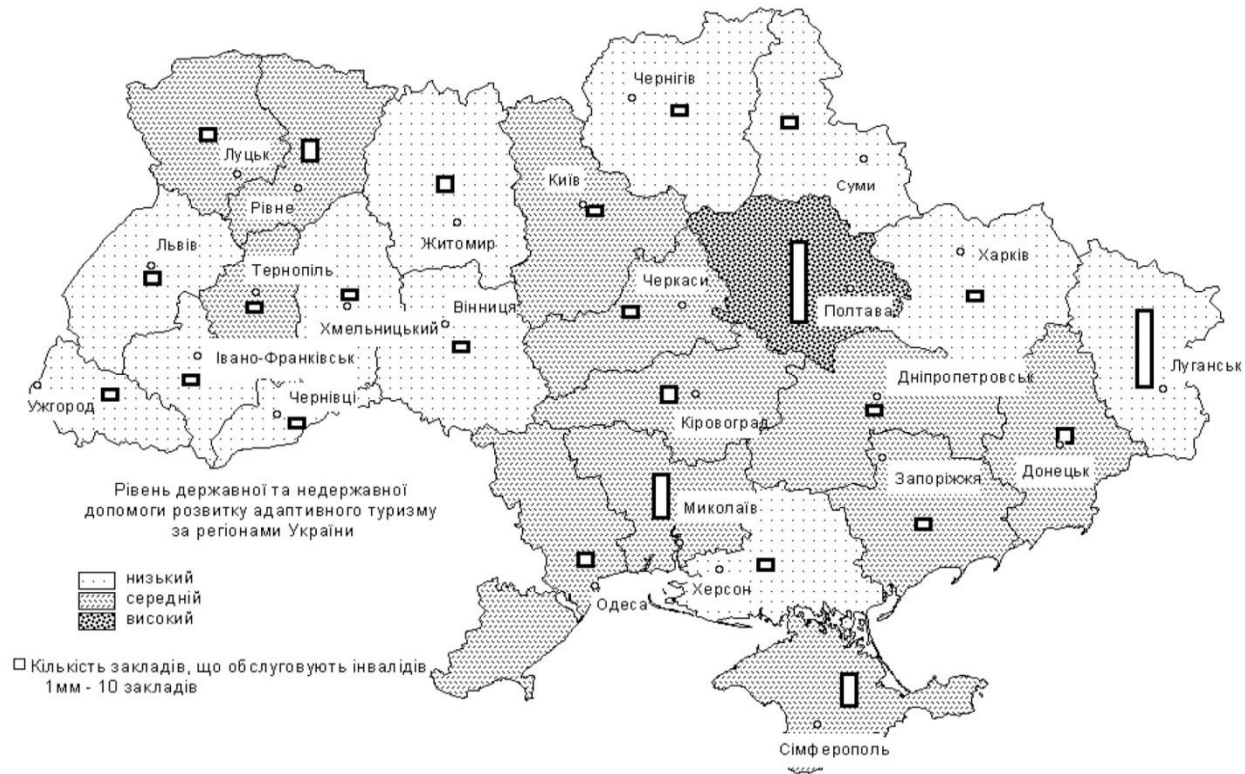 Чернігів
Луцьк
Рівне
Київ
Суми
Житомир
Львів
Тернопіль
Черкаси
Харків
Вінниця
Хмельницький
Полтава
Івано-Франківськ
Луганськ
Ужгород
Чернівці
Дніпропетровськ
Кіровоград
Запоріжжя
Донецьк
Миколаїв
Херсон
Одеса
Сімферополь
Рівень державної та недержавної
допомоги розвитку адаптивного туризму
за регіонами України
низький
середній
високий
Кількість закладів, що обслуговують інвалідів
1мм - 10 закладів